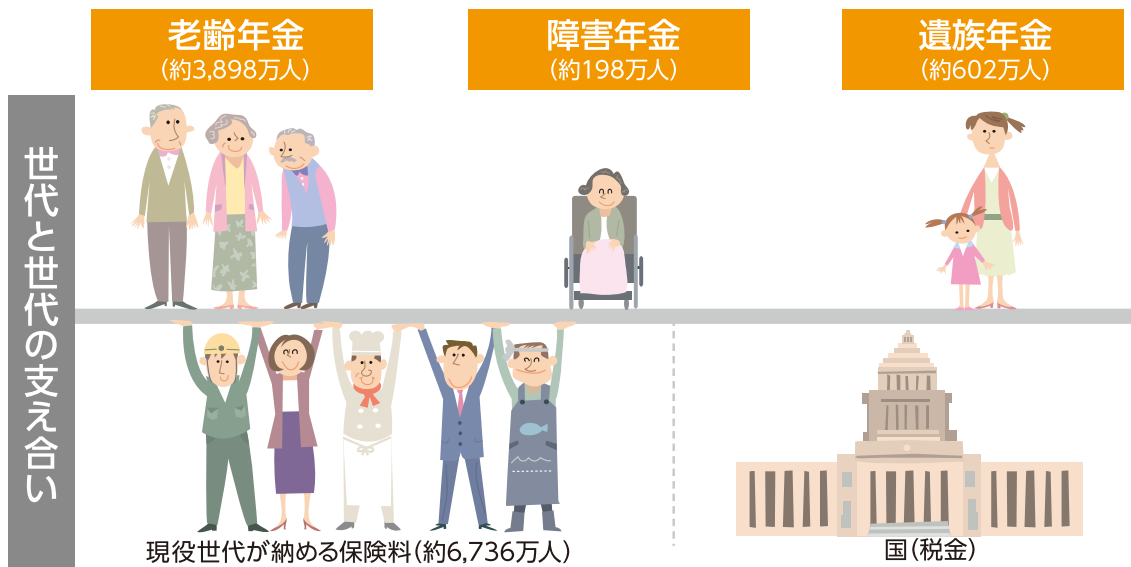 老齢年金
（約3,898万人）
障害年金
（約198万人）
遺族年金
（約602万人）
世代と世代の支え合い
現役世代が納める保険料（約6,736万人）
国（税金）